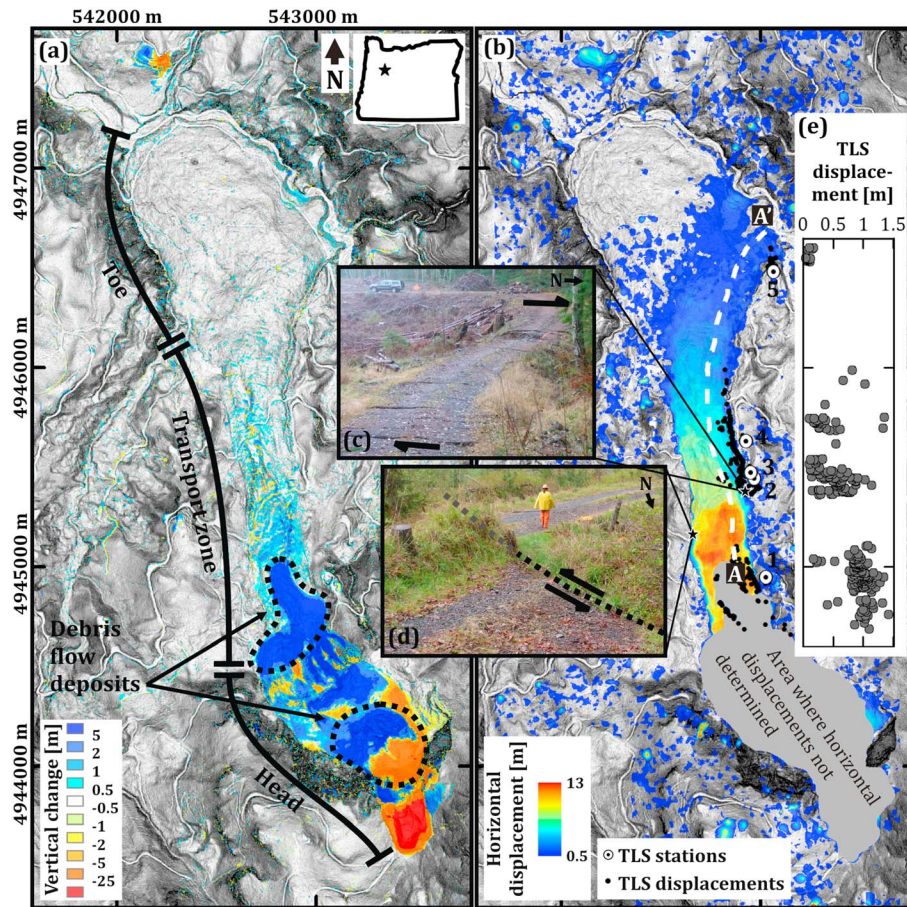 542000 m
543000 m
(a)
N
4947000 m
4946000 m
4945000 m
4944000 m
Toe
Transport zone
Head
Debris
flow
deposits
Vertical change [m]
5
2
1
0.5
-0.5
-1
-2
-5
-25
(b)
A'
5
4
3
2
1
A
N
(c)
N
(d)
Area where horizontal
displacements not
determined
Horizontal
displacement [m]
13
0.5
TLS stations
TLS displacements
(e)
TLS
displace-
ment [m]
0 0.5 1 1.5